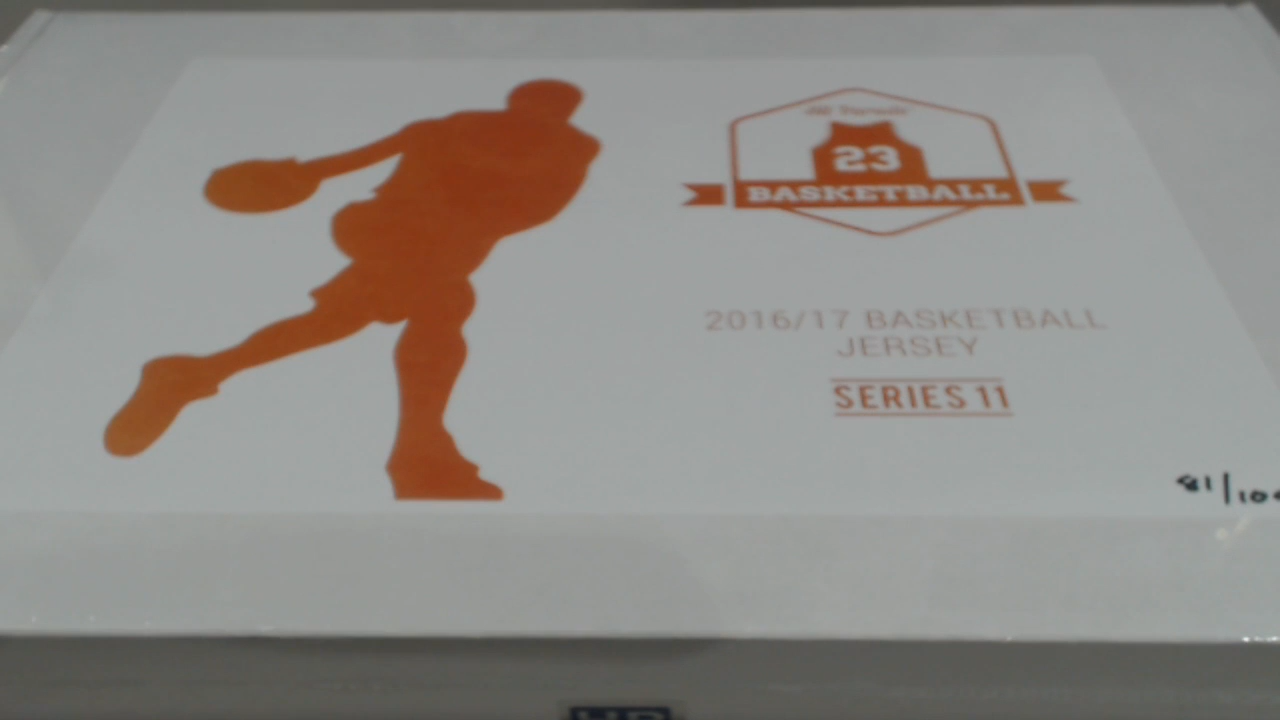 23
BASKETBALL
2016/17 BASKETBALL
JERSEY
SERIES 11